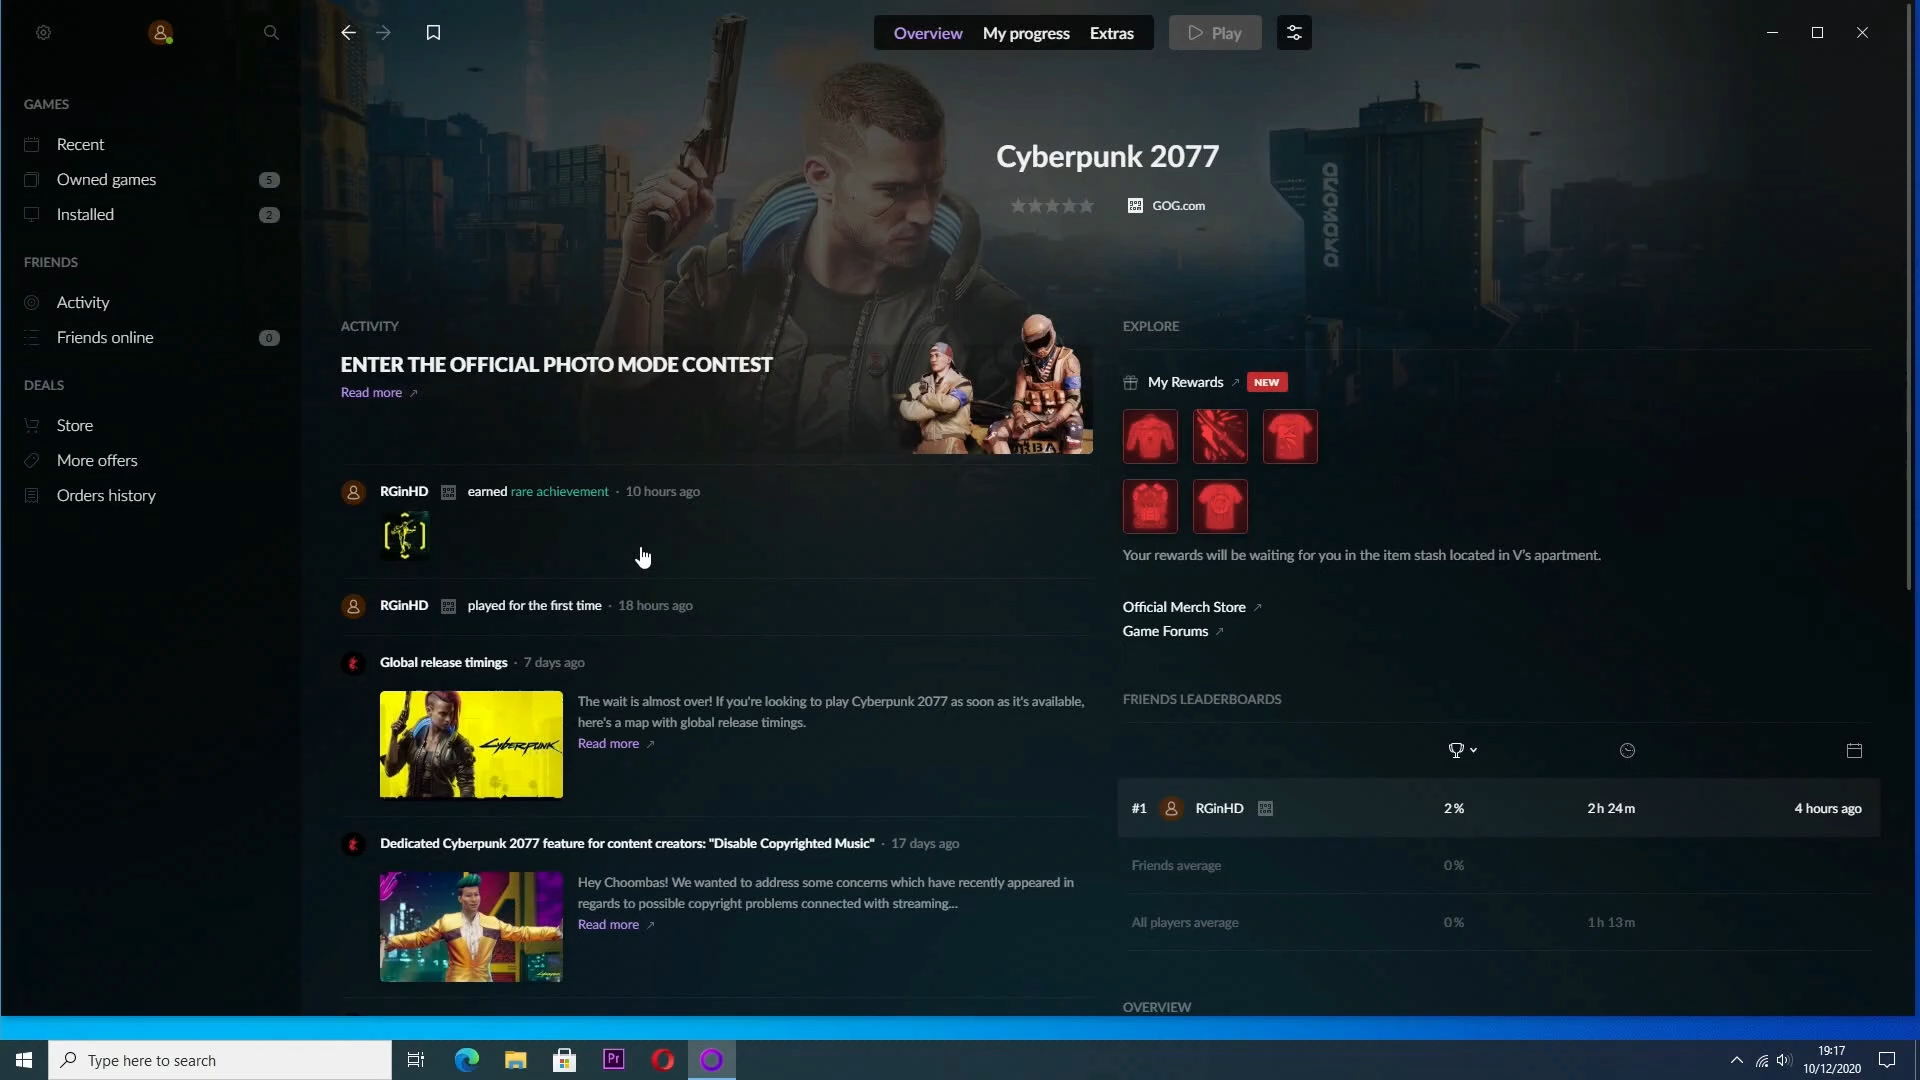 Overview
My progress
Extras
Play
GAMES
Recent
Owned games 5
Installed 2
FRIENDS
Activity
Friends online 0
DEALS
Store
More offers
Orders history
Cyberpunk 2077
GOG.com
ACTIVITY
ENTER THE OFFICIAL PHOTO MODE CONTEST
Read more
RGinHD earned rare achievement · 10 hours ago
RGinHD played for the first time · 18 hours ago
Global release timings · 7 days ago
The wait is almost over! If you're looking to play Cyberpunk 2077 as soon as it's available,
here's a map with global release timings.
Read more
CYBERPUNK
Dedicated Cyberpunk 2077 feature for content creators: "Disable Copyrighted Music" · 17 days ago
Hey Choombas! We wanted to address some concerns which have recently appeared in
regards to possible copyright problems connected with streaming...
Read more
EXPLORE
My Rewards NEW
Your rewards will be waiting for you in the item stash located in V's apartment.
Official Merch Store
Game Forums
FRIENDS LEADERBOARDS
#1 RGinHD 2% 2h 24m 4 hours ago
Friends average 0%
All players average 0% 1h 13m
OVERVIEW
Type here to search
Pr
19:17
10/12/2020